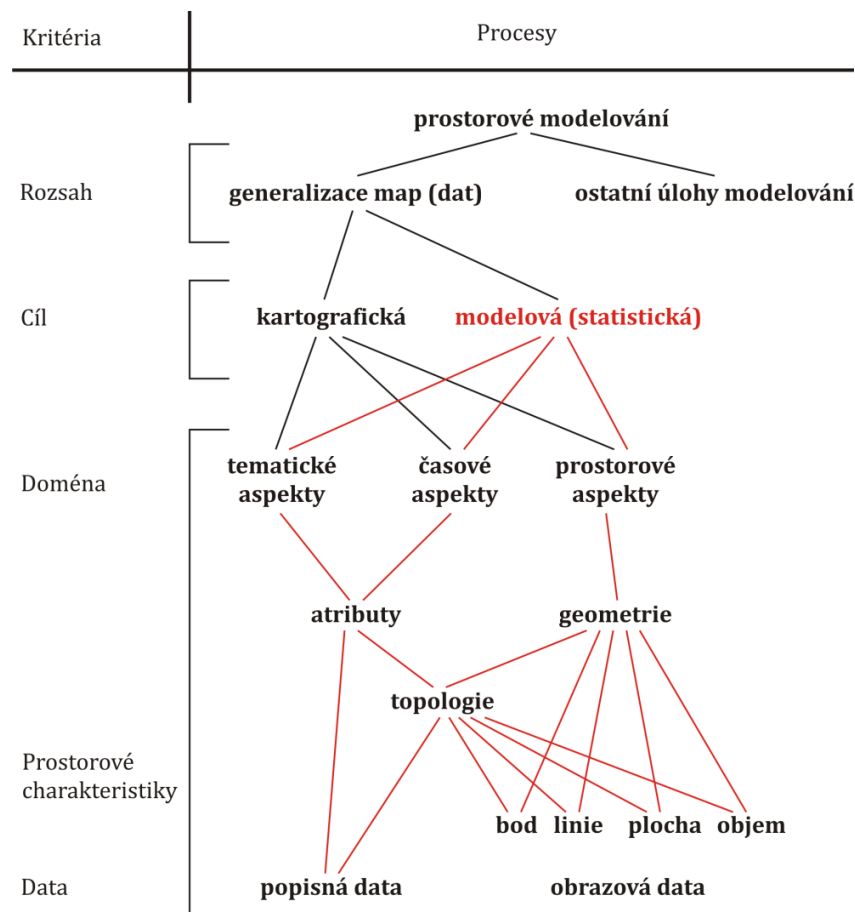 Kritéria
Procesy
prostorové modelování
Rozsah
generalizace map (dat)
ostatní úlohy modelování
Cíl
kartografická
modelová (statistická)
Doména
tematické
aspekty
časové
aspekty
prostorové
aspekty
atributy
geometrie
topologie
Prostorové
charakteristiky
bod
linie
plocha
objem
Data
popisná data
obrazová data